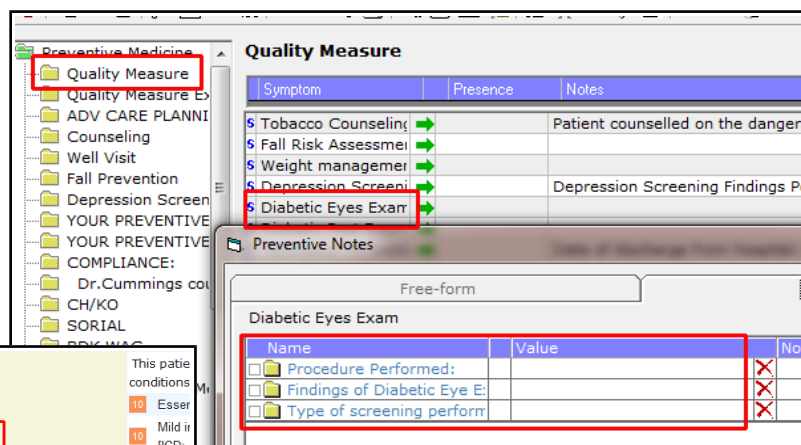 Preventive Medicine
Quality Measure
Quality Measure Ex
ADV CARE PLANNI
Counseling
Well Visit
Fall Prevention
Depression Screen
YOUR PREVENTIVE
YOUR PREVENTIVE
COMPLIANCE:
Dr.Cummings cou
CH/KO
SORIAL
Quality Measure
Symptom Presence Notes
S Tobacco Counseling
Patient counselled on the danger
S Fall Risk Assessmen
S Weight managemen
S Depression Screeni
Depression Screening Findings P
S Diabetic Eyes Exam
Preventive Notes
Free-form
Diabetic Eyes Exam
Name Value No
Procedure Performed:
Findings of Diabetic Eye E
Type of screening perform
This patie
conditions
10 Esser
10 Mild ir